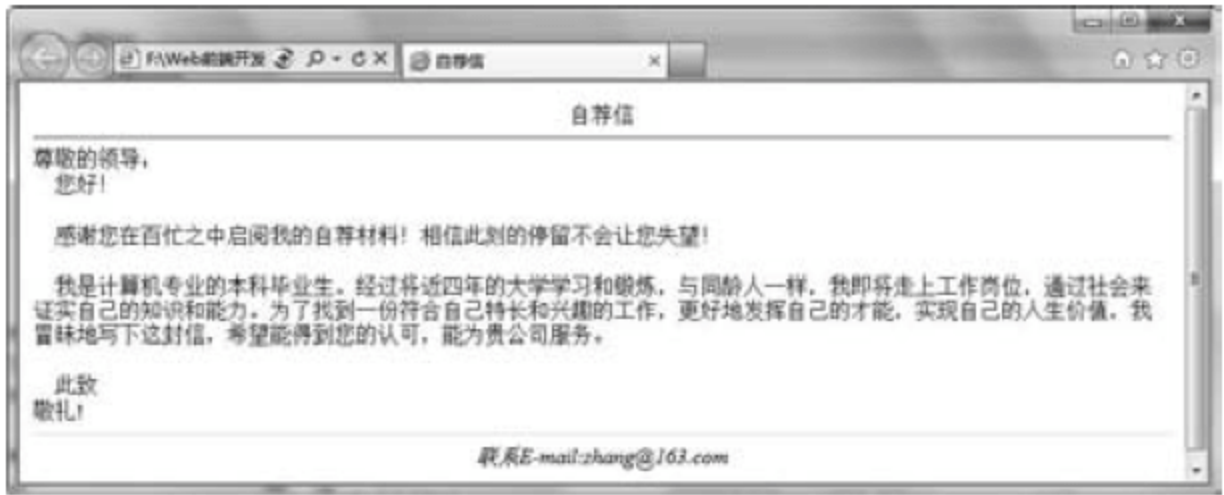 F:\Web前端开发
自荐信
自荐信
尊敬的领导，
您好！
感谢您在百忙之中启阅我的自荐材料！相信此刻的停留不会让您失望！
我是计算机专业的本科毕业生。经过将近四年的大学学习和锻炼，与同龄人一样，我即将走上工作岗位，通过社会来
证实自己的知识和能力。为了找到一份符合自己特长和兴趣的工作，更好地发挥自己的才能，实现自己的人生价值，我
冒昧地写下这封信，希望能得到您的认可，能为贵公司服务。
此致
敬礼！
联系E-mail:zhang@163.com